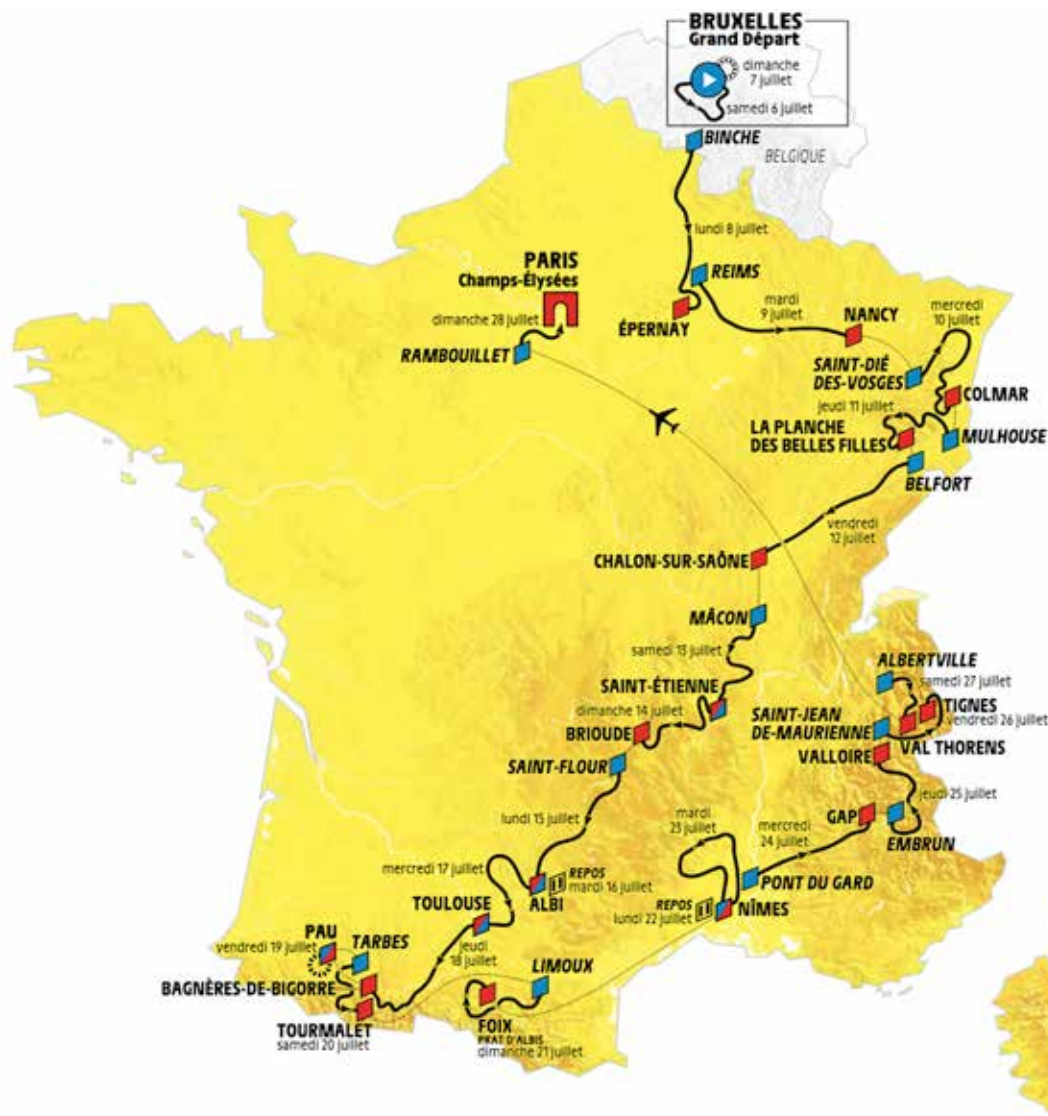 BRUXELLES
Grand Départ
dimanche
7 juillet
samedi 6 juillet
BINCHE
BELGIQUE
lundi 8 juillet
REIMS
PARIS
Champs-Élysées
dimanche 28 juillet
RAMBOUILLET
ÉPERNAY
mardi
9 juillet
NANCY
mercredi
10 juillet
SAINT-DIÉ
DES-VOSGES
COLMAR
jeudi 11 juillet
LA PLANCHE
DES BELLES FILLES
MULHOUSE
BELFORT
vendredi
12 juillet
CHALON-SUR-SAÔNE
MÂCON
samedi 13 juillet
SAINT-ÉTIENNE
dimanche 14 juillet
BRIOUDE
SAINT-FLOUR
ALBERTVILLE
samedi 27 juillet
TIGNES
vendredi 26 juillet
SAINT-JEAN
DE-MAURIENNE
VAL THORENS
VALLOIRE
jeudi 25 juillet
GAP
EMBRUN
lundi 15 juillet
mardi
23 juillet
mercredi
24 juillet
PONT DU GARD
mercredi 17 juillet
REPOS
mardi 16 juillet
ALBI
REPOS
lundi 22 juillet
NÎMES
TOULOUSE
jeudi
18 juillet
PAU
vendredi 19 juillet
TARBES
BAGNÈRES-DE-BIGORRE
TOURMALET
samedi 20 juillet
LIMOUX
FOIX
PRAT D'ALBIS
dimanche 21 juillet